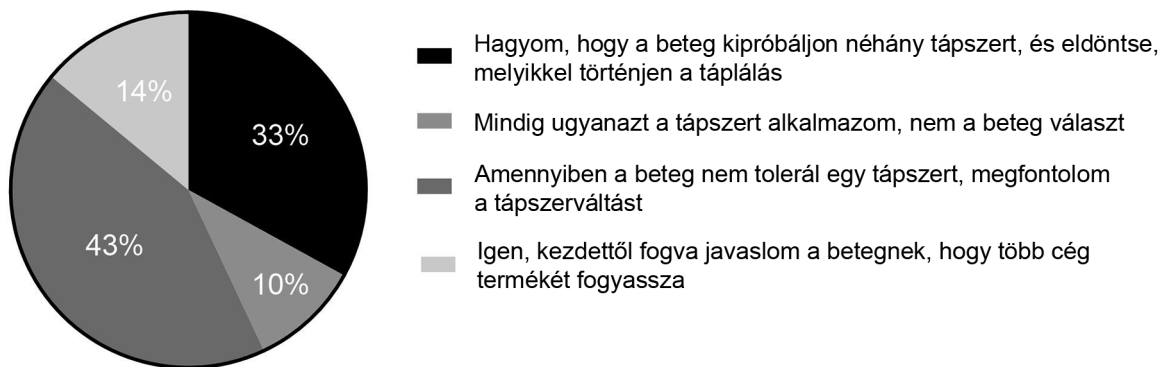 14%
33%
43%
10%
Hagyom, hogy a beteg kipróbáljon néhány tápszert, és eldöntse,
melyikkel történjen a táplálás
Mindig ugyanazt a tápszert alkalmazom, nem a beteg választ
Amennyiben a beteg nem tolerál egy tápszert, megfontolom
a tápszerváltást
Igen, kezdettől fogva javaslom a betegnek, hogy több cég
termékét fogyassza